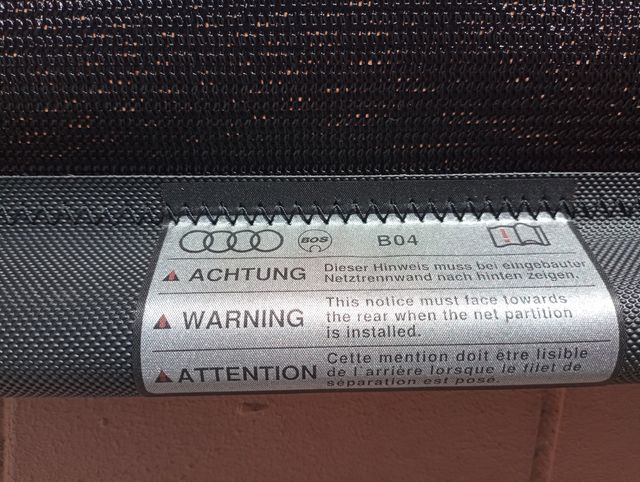 BOS B04
ACHTUNG
Dieser Hinweis muss bei eingebauter
Netztrennwand nach hinten zeigen.
WARNING
This notice must face towards
the rear when the net partition
is installed.
ATTENTION
Cette mention doit être lisible
de l'arrière lorsque le filet de
séparation est posé.